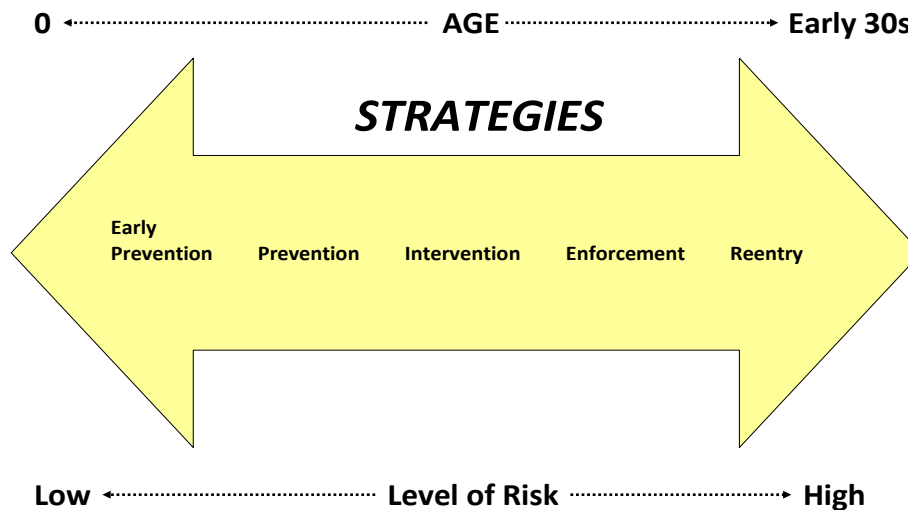 0 AGE Early 30s
STRATEGIES
Early
Prevention Prevention Intervention Enforcement Reentry
Low Level of Risk High